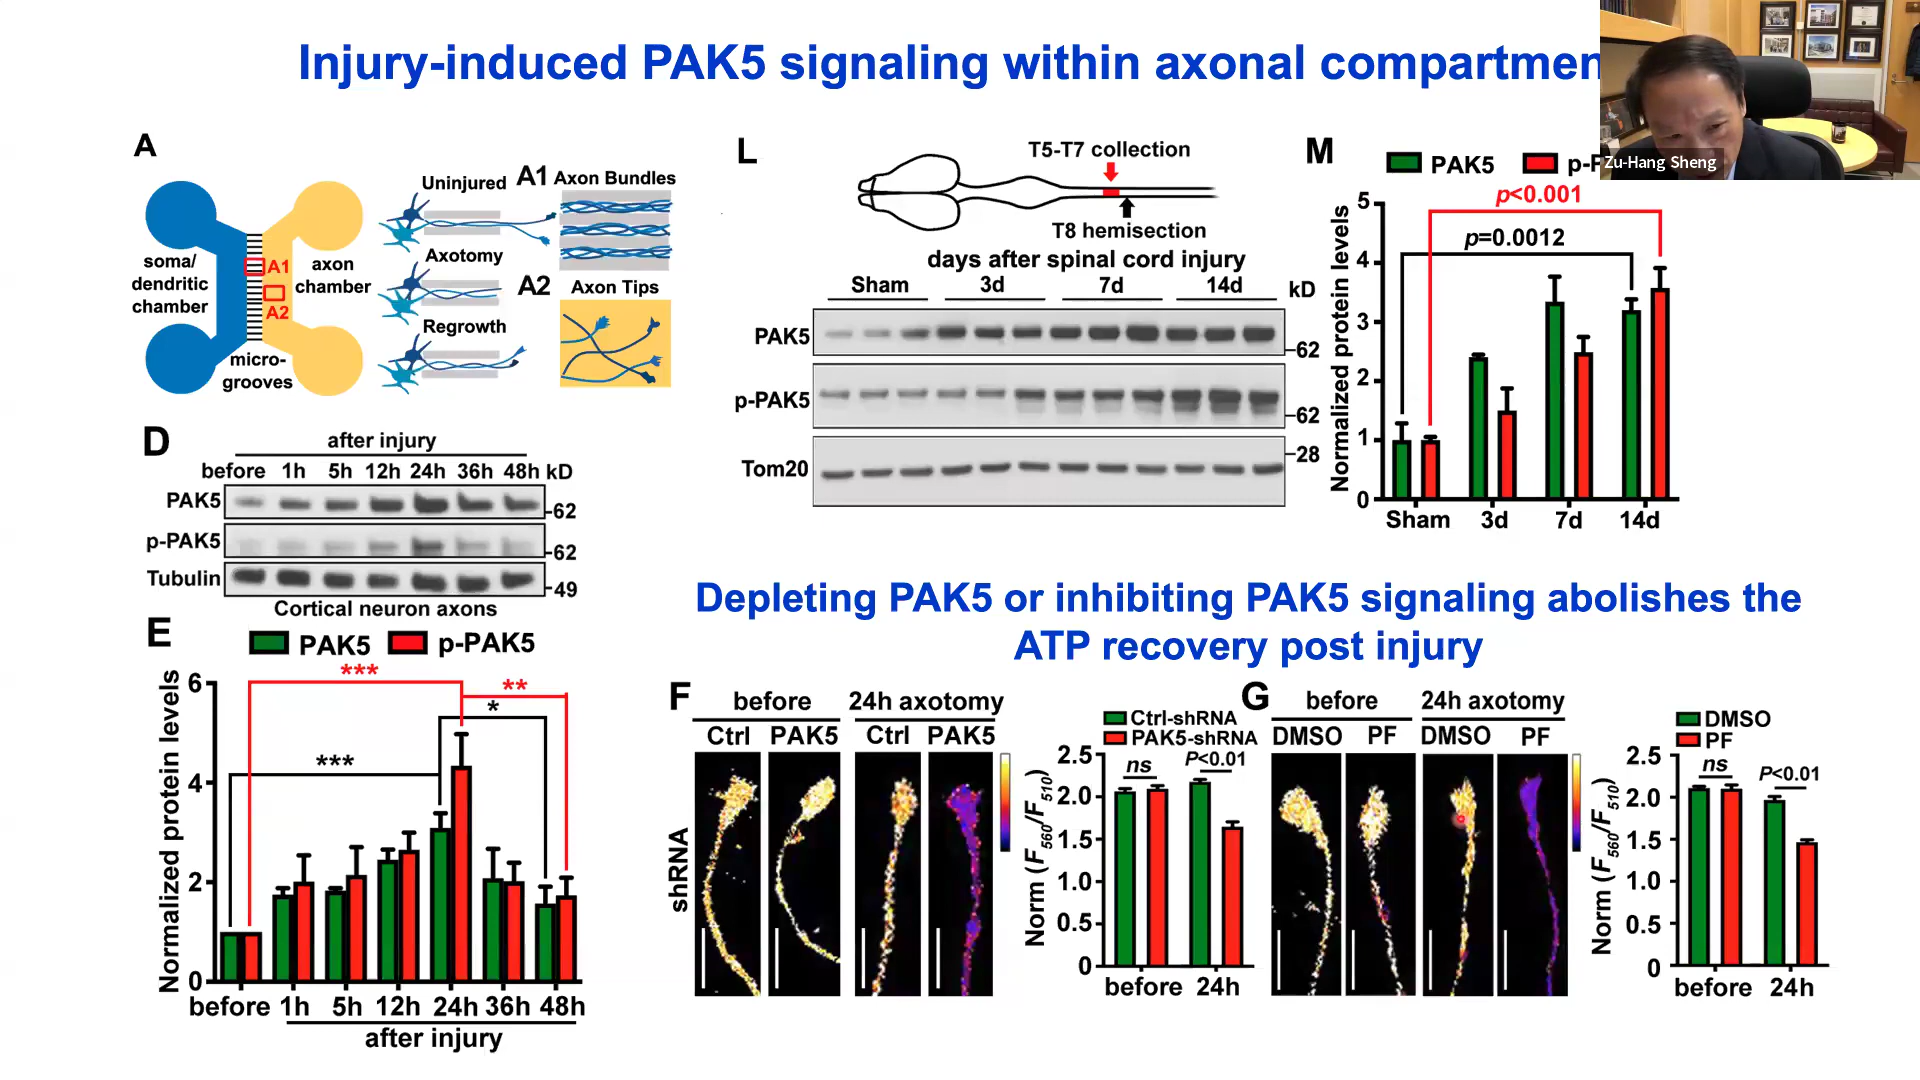 Injury-induced PAK5 signaling within axonal compartmen
Zu-Hang Sheng
A
soma/
dendritic
chamber
A1
A2
axon
chamber
micro-
grooves
Uninjured
Axotomy
Regrowth
A1 Axon Bundles
A2 Axon Tips
D
after injury
before 1h 5h 12h 24h 36h 48h kD
PAK5
62
p-PAK5
62
Tubulin
49
Cortical neuron axons
E
PAK5 p-PAK5
***
**
*
***
Normalized protein levels
6
4
2
0
before 1h 5h 12h 24h 36h 48h
after injury
L
T5-T7 collection
T8 hemisection
days after spinal cord injury
Sham 3d 7d 14d kD
PAK5
62
p-PAK5
62
Tom20
28
M
PAK5 p-P
p<0.001
p=0.0012
Normalized protein levels
5
4
3
2
1
0
Sham 3d 7d 14d
Depleting PAK5 or inhibiting PAK5 signaling abolishes the
ATP recovery post injury
F
before 24h axotomy
Ctrl PAK5 Ctrl PAK5
shRNA
Ctrl-shRNA
PAK5-shRNA
ns P<0.01
Norm (F560/F510)
2.5
2.0
1.5
1.0
0.5
0
before 24h
G
before 24h axotomy
DMSO PF DMSO PF
DMSO
PF
ns P<0.01
Norm (F560/F510)
2.5
2.0
1.5
1.0
0.5
0
before 24h